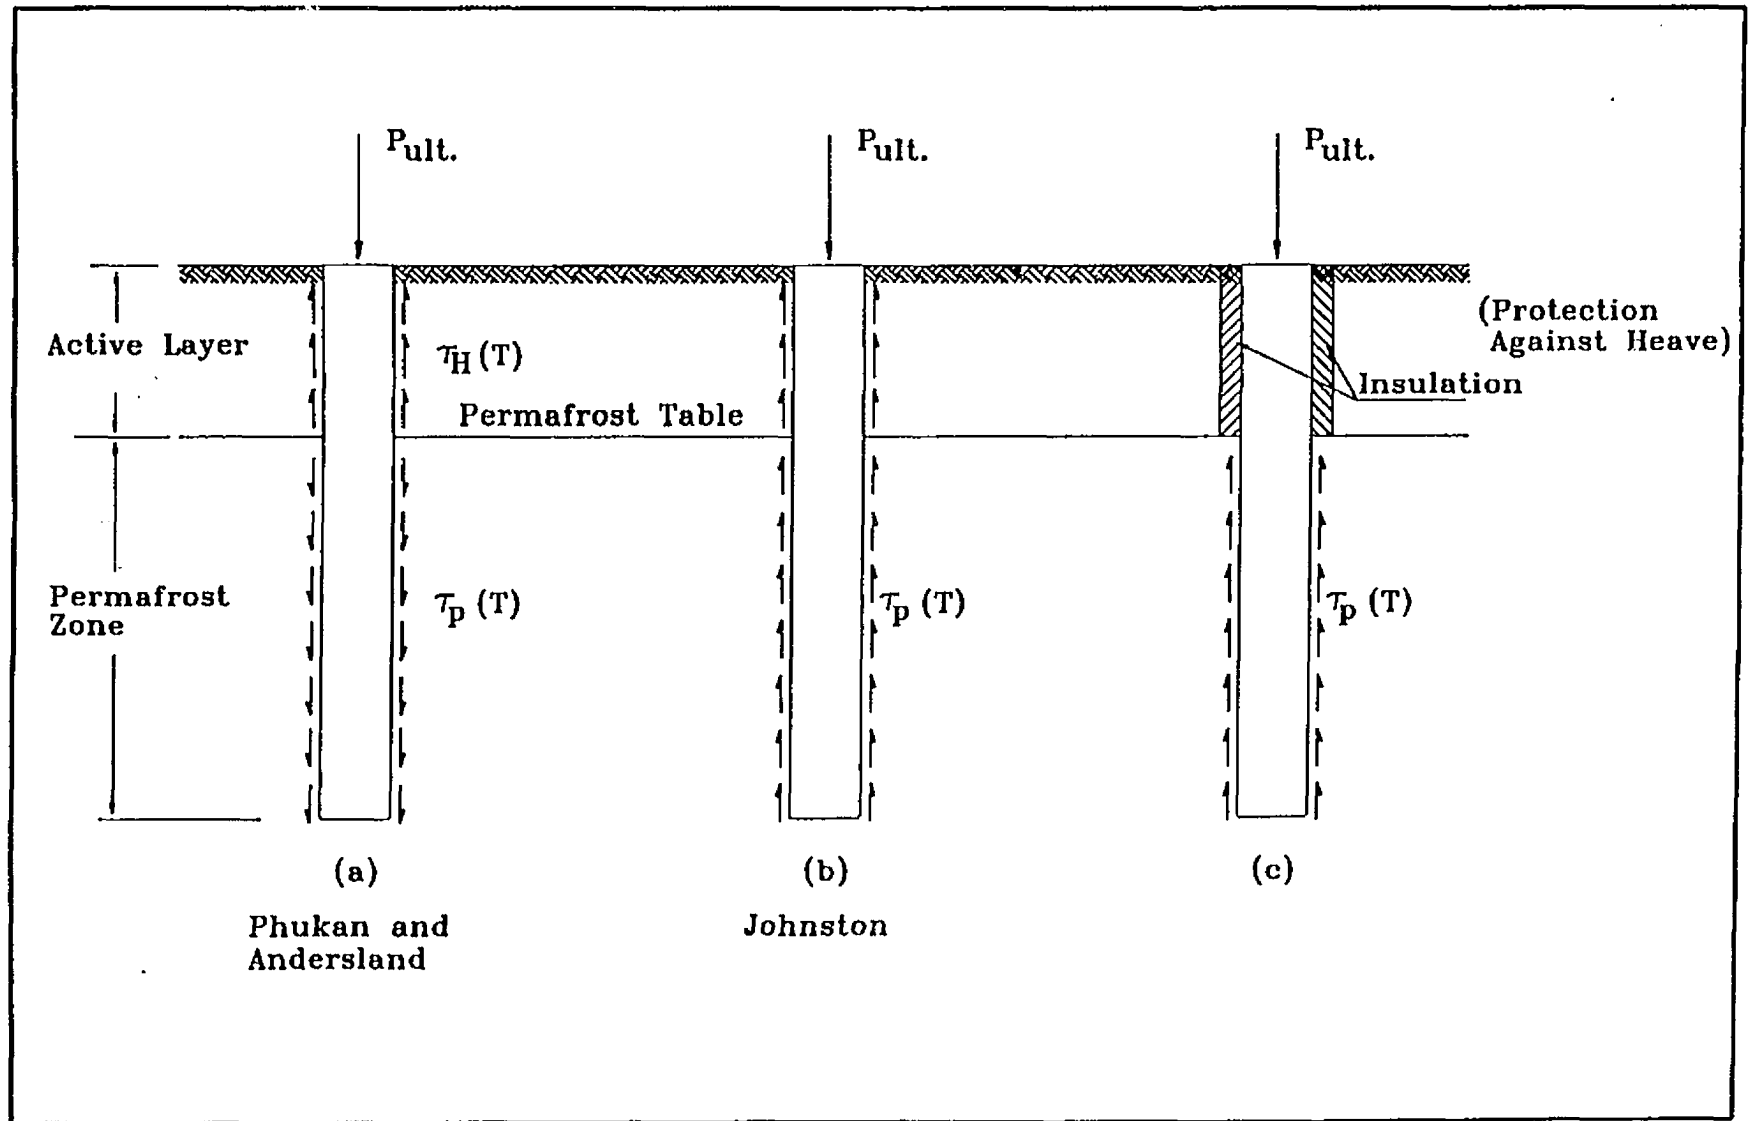 Pult.
Pult.
Pult.
Active Layer
τH (T)
Permafrost Table
(Protection
Against Heave)
Insulation
Permafrost
Zone
τp (T)
τp (T)
τp (T)
(a)
(b)
(c)
Phukan and
Andersland
Johnston